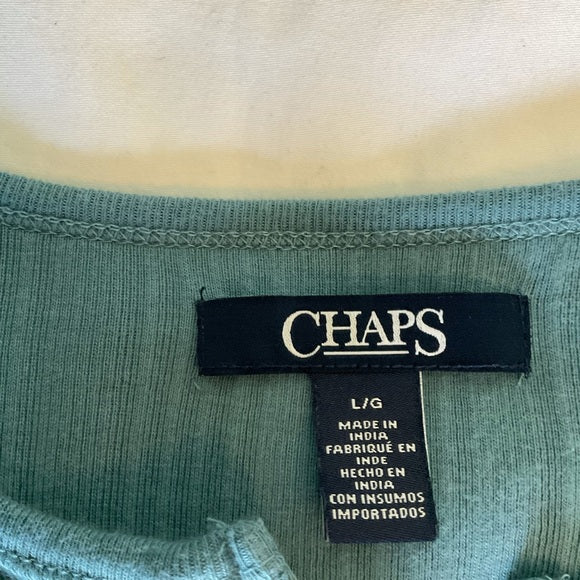 CHAPS
L/G
MADE IN
INDIA
FABRIQUÉ EN
INDE
HECHO EN
INDIA
CON INSUMOS
IMPORTADOS